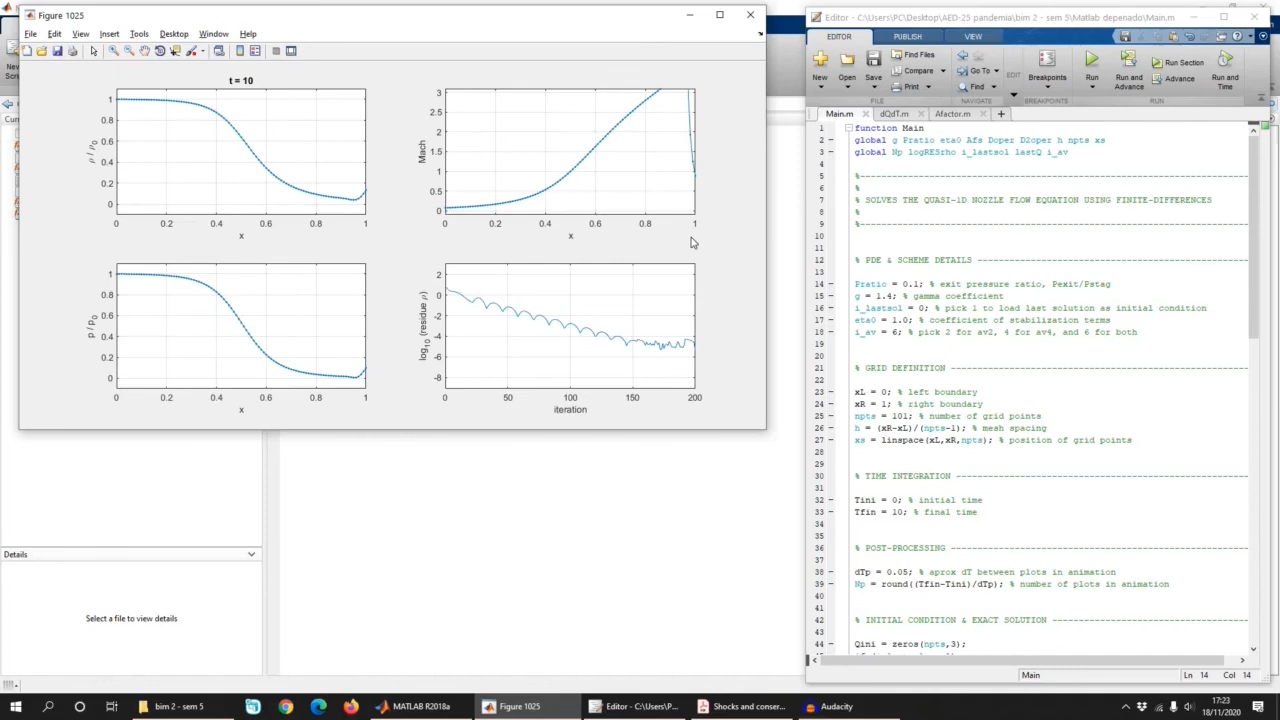 Figure 1025
File Edit View Insert Tools Desktop Window Help
New
Scri
Curr
t = 10
ρ / ρ0
1
0.8
0.6
0.4
0.2
0
0 0.2 0.4 0.6 0.8 1
x
Mach
3
2.5
2
1.5
1
0.5
0
0 0.2 0.4 0.6 0.8 1
x
p / p0
1
0.8
0.6
0.4
0.2
0
0 0.2 0.4 0.6 0.8 1
x
log10 (residue ρ)
2
0
-2
-4
-6
-8
0 50 100 150 200
iteration
Details
Select a file to view details
Editor - C:\Users\PC\Desktop\AED-25 pandemia\bim 2 - sem 5\Matlab depenado\Main.m
EDITOR PUBLISH VIEW
New Open Save
Find Files
Compare
Print
Go To
Find
EDIT
Breakpoints
Run
Run and Advance
Run Section
Advance
Run and Time
FILE NAVIGATE BREAKPOINTS RUN
Main.m dQdT.m Afactor.m
1 function Main
2 global g Pratio eta0 Afs Doper D2oper h npts xs
3 global Np logRESrho i_lastsol lastQ i_av
4
5 %------------------------------------------------------------------
6 %
7 % SOLVES THE QUASI-1D NOZZLE FLOW EQUATION USING FINITE-DIFFERENCES
8 %
9 %------------------------------------------------------------------
10
11
12 % PDE & SCHEME DETAILS ---------------------------------------------
13
14 Pratio = 0.1; % exit pressure ratio, Pexit/Pstag
15 g = 1.4; % gamma coefficient
16 i_lastsol = 0; % pick 1 to load last solution as initial condition
17 eta0 = 1.0; % coefficient of stabilization terms
18 i_av = 6; % pick 2 for av2, 4 for av4, and 6 for both
19
20
21 % GRID DEFINITION --------------------------------------------------
22
23 xL = 0; % left boundary
24 xR = 1; % right boundary
25 npts = 101; % number of grid points
26 h = (xR-xL)/(npts-1); % mesh spacing
27 xs = linspace(xL,xR,npts); % position of grid points
28
29
30 % TIME INTEGRATION -------------------------------------------------
31
32 Tini = 0; % initial time
33 Tfin = 10; % final time
34
35
36 % POST-PROCESSING --------------------------------------------------
37
38 dTp = 0.05; % aprox dT between plots in animation
39 Np = round((Tfin-Tini)/dTp); % number of plots in animation
40
41
42 % INITIAL CONDITION & EXACT SOLUTION ---------------------------------
43
44 Qini = zeros(npts,3);
Main
Ln 14 Col 14
bim 2 - sem 5
MATLAB R2018a
Figure 1025
Editor - C:\Users\P...
Shocks and conser...
Audacity
17:23
18/11/2020